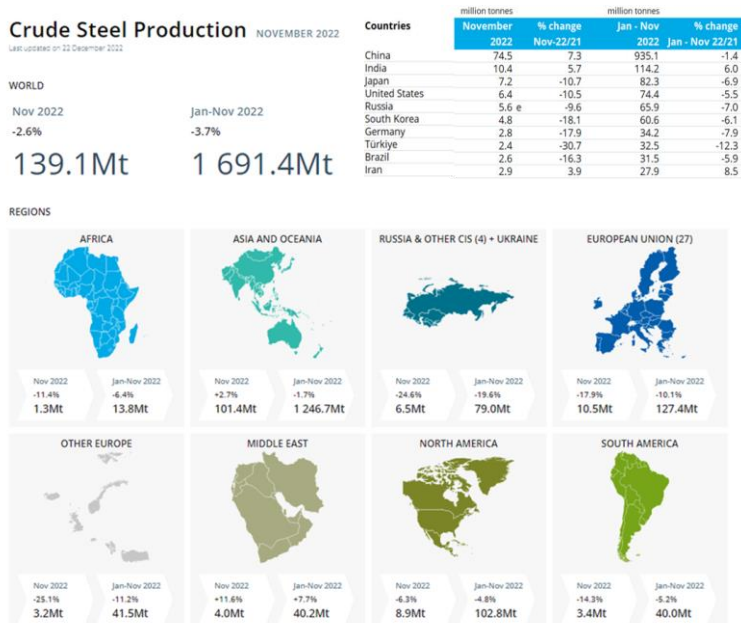 Crude Steel Production NOVEMBER 2022
Last updated on 22 December 2022
WORLD
Nov 2022 Jan-Nov 2022
-2.6% -3.7%
139.1Mt 1 691.4Mt
million tonnes million tonnes
Countries November % change Jan - Nov % change
2022 Nov-22/21 2022 Jan - Nov 22/21
China 74.5 7.3 935.1 -1.4
India 10.4 5.7 114.2 6.0
Japan 7.2 -10.7 82.3 -6.9
United States 6.4 -10.5 74.4 -5.5
Russia 5.6 e -9.6 65.9 -7.0
South Korea 4.8 -18.1 60.6 -6.1
Germany 2.8 -17.9 34.2 -7.9
Türkiye 2.4 -30.7 32.5 -12.3
Brazil 2.6 -16.3 31.5 -5.9
Iran 2.9 3.9 27.9 8.5
REGIONS
AFRICA ASIA AND OCEANIA RUSSIA & OTHER CIS (4) + UKRAINE EUROPEAN UNION (27)
Nov 2022 Jan-Nov 2022 Nov 2022 Jan-Nov 2022 Nov 2022 Jan-Nov 2022 Nov 2022 Jan-Nov 2022
-11.4% -6.4% +2.7% -1.7% -24.6% -19.6% -17.9% -10.1%
1.3Mt 13.8Mt 101.4Mt 1 246.7Mt 6.5Mt 79.0Mt 10.5Mt 127.4Mt
OTHER EUROPE MIDDLE EAST NORTH AMERICA SOUTH AMERICA
Nov 2022 Jan-Nov 2022 Nov 2022 Jan-Nov 2022 Nov 2022 Jan-Nov 2022 Nov 2022 Jan-Nov 2022
-25.1% -11.2% +11.6% +7.7% -6.3% -4.8% -14.3% -5.2%
3.2Mt 41.5Mt 4.0Mt 40.2Mt 8.9Mt 102.8Mt 3.4Mt 40.0Mt